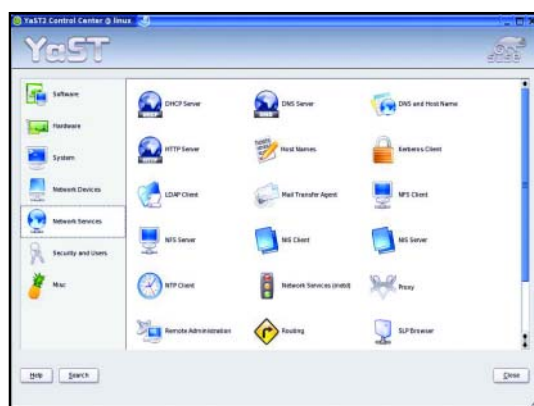 YaST2 Control Center @ linux
YaST
SUSE
Software
Hardware
System
Network Devices
Network Services
Security and Users
Misc
DHCP Server
DNS Server
DNS and Host Name
HTTP Server
Host Names
Kerberos Client
LDAP Client
Mail Transfer Agent
NFS Client
NFS Server
NIS Client
NIS Server
NTP Client
Network Services (inetd)
Proxy
Remote Administration
Routing
SLP Browser
Help
Search
Close